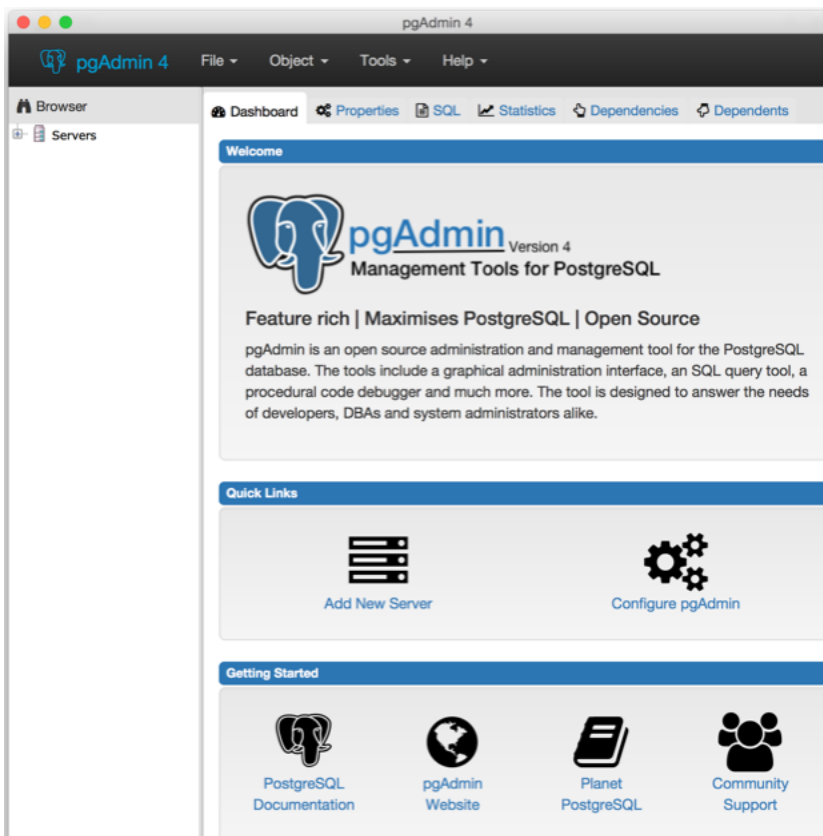 pgAdmin 4
pgAdmin 4 File Object Tools Help
Browser
Servers
Dashboard Properties SQL Statistics Dependencies Dependents
Welcome
pgAdmin Version 4
Management Tools for PostgreSQL
Feature rich | Maximises PostgreSQL | Open Source
pgAdmin is an open source administration and management tool for the PostgreSQL
database. The tools include a graphical administration interface, an SQL query tool, a
procedural code debugger and much more. The tool is designed to answer the needs
of developers, DBAs and system administrators alike.
Quick Links
Add New Server
Configure pgAdmin
Getting Started
PostgreSQL
Documentation
pgAdmin
Website
Planet
PostgreSQL
Community
Support